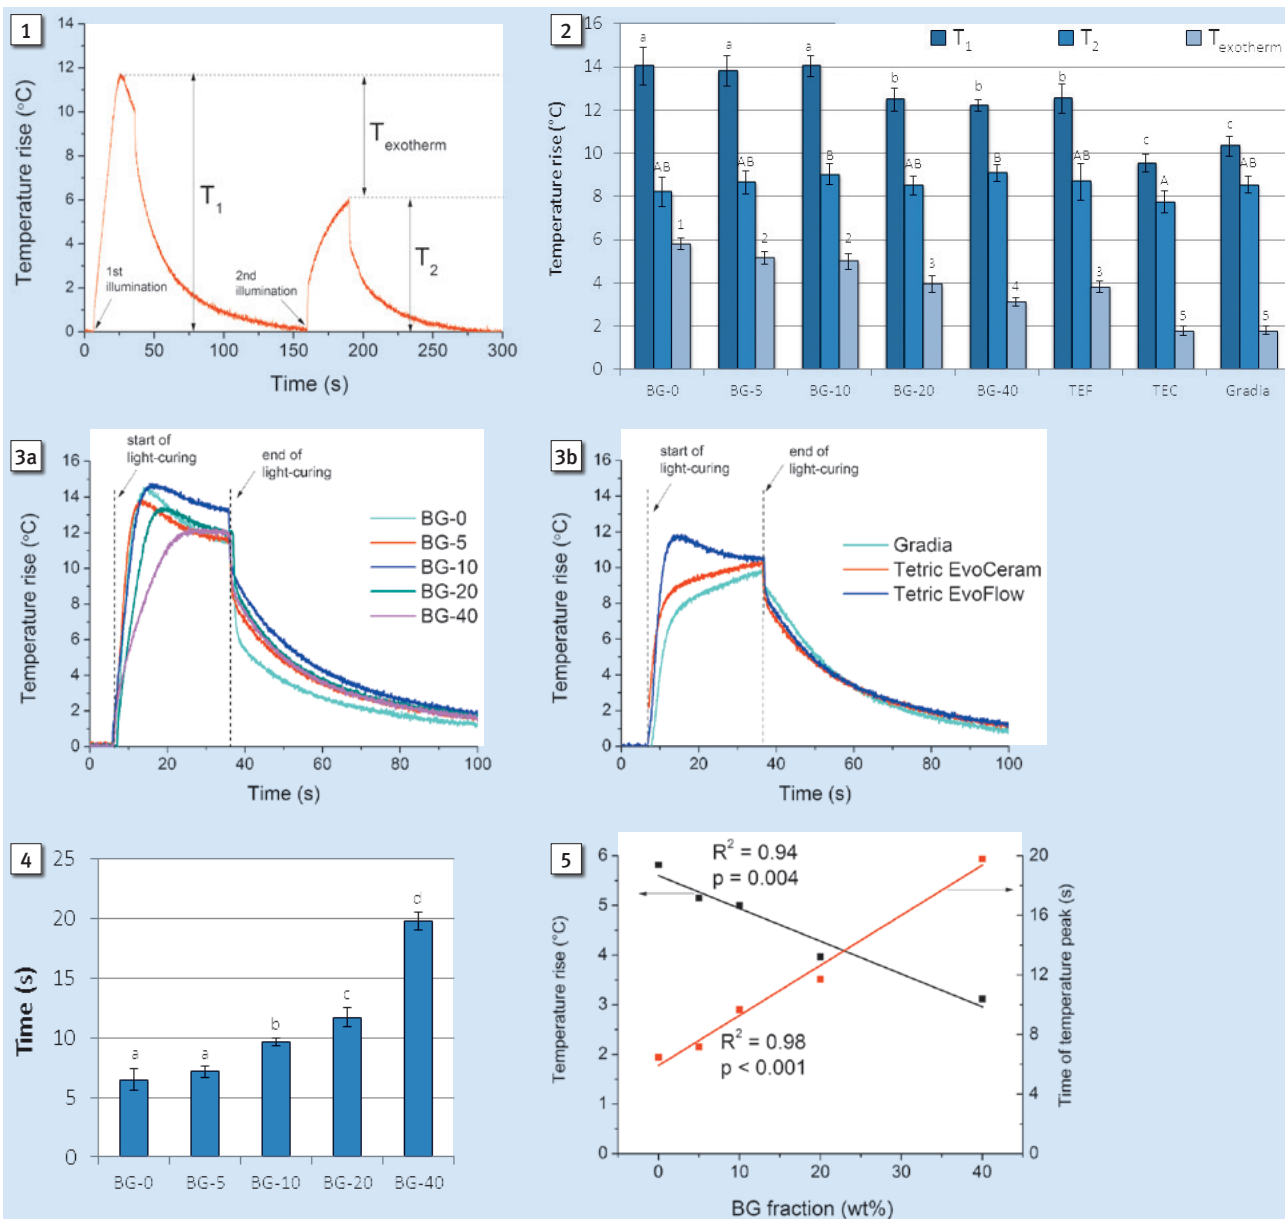 1
14
12
10
8
6
4
2
0
Temperature rise (°C)
T1
Texotherm
T2
1st
illumination
2nd
illumination
0
50
100
150
200
250
300
Time (s)
2
T1
T2
Texotherm
16
14
12
10
8
6
4
2
0
Temperature rise (°C)
a
AB
1
a
AB
2
a
B
2
b
AB
3
b
B
4
b
AB
3
c
A
5
c
AB
5
BG-0
BG-5
BG-10
BG-20
BG-40
TEF
TEC
Gradia
3a
start of
light-curing
end of
light-curing
16
14
12
10
8
6
4
2
0
Temperature rise (°C)
BG-0
BG-5
BG-10
BG-20
BG-40
0
20
40
60
80
100
Time (s)
3b
start of
light-curing
end of
light-curing
16
14
12
10
8
6
4
2
0
Temperature rise (°C)
Gradia
Tetric EvoCeram
Tetric EvoFlow
0
20
40
60
80
100
Time (s)
4
25
20
15
10
5
0
Time (s)
a
a
b
c
d
BG-0
BG-5
BG-10
BG-20
BG-40
5
6
5
4
3
2
1
0
Temperature rise (°C)
R² = 0.94
p = 0.004
R² = 0.98
p < 0.001
20
16
12
8
4
0
Time of temperature peak (s)
0
10
20
30
40
BG fraction (wt%)